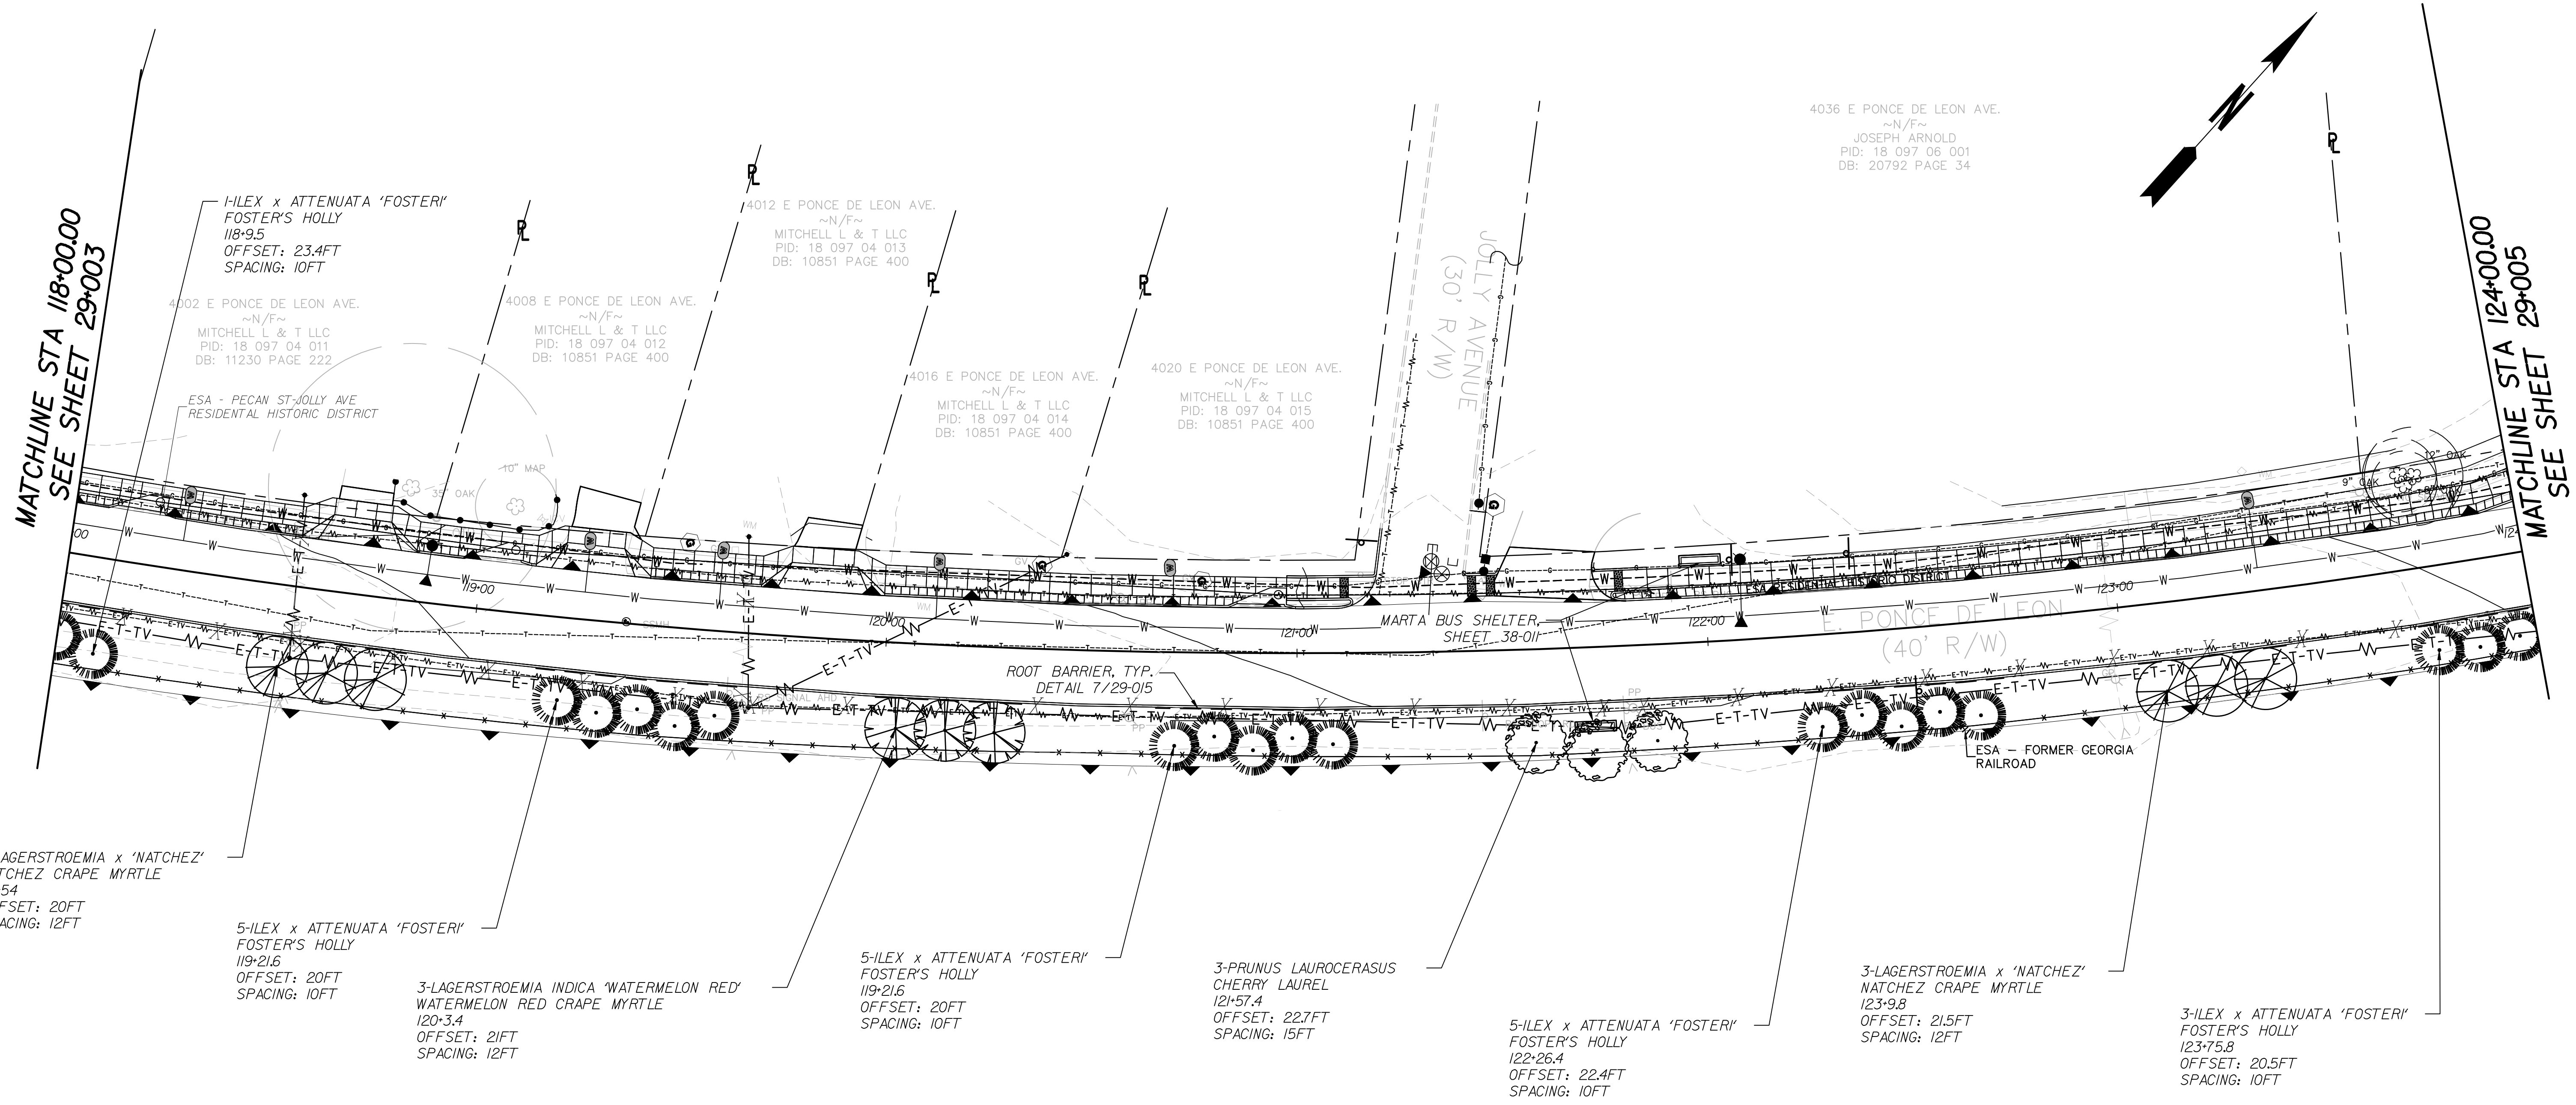 MATCHLINE STA 118+00.00
SEE SHEET 29-003
1-ILEX x ATTENUATA 'FOSTERI'
FOSTER'S HOLLY
118+9.5
OFFSET: 23.4FT
SPACING: 10FT
4002 E PONCE DE LEON AVE.
~N/F~
MITCHELL L & T LLC
PID: 18 097 04 011
DB: 11230 PAGE 222
ESA - PECAN ST-JOLLY AVE
RESIDENTAL HISTORIC DISTRICT
4008 E PONCE DE LEON AVE.
~N/F~
MITCHELL L & T LLC
PID: 18 097 04 012
DB: 10851 PAGE 400
4012 E PONCE DE LEON AVE.
~N/F~
MITCHELL L & T LLC
PID: 18 097 04 013
DB: 10851 PAGE 400
4016 E PONCE DE LEON AVE.
~N/F~
MITCHELL L & T LLC
PID: 18 097 04 014
DB: 10851 PAGE 400
4020 E PONCE DE LEON AVE.
~N/F~
MITCHELL L & T LLC
PID: 18 097 04 015
DB: 10851 PAGE 400
JOLLY AVENUE
(30' R/W)
4036 E PONCE DE LEON AVE.
~N/F~
JOSEPH ARNOLD
PID: 18 097 06 001
DB: 20792 PAGE 34
N
MATCHLINE STA 124+00.00
SEE SHEET 29+005
35" OAK
10" MAP
9" OAK
12" OAK
119+00
120+00
121+00
122+00
123+00
MARTA BUS SHELTER,
SHEET 38-011
RESIDENTIAL HISTORIC DISTRICT
E. PONCE DE LEON
(40' R/W)
ROOT BARRIER, TYP.
DETAIL 7/29-015
ESA - FORMER GEORGIA
RAILROAD
AGERSTROEMIA x 'NATCHEZ'
TCHEZ CRAPE MYRTLE
54
FSET: 20FT
ACING: 12FT
5-ILEX x ATTENUATA 'FOSTERI'
FOSTER'S HOLLY
119+21.6
OFFSET: 20FT
SPACING: 10FT
3-LAGERSTROEMIA INDICA 'WATERMELON RED'
WATERMELON RED CRAPE MYRTLE
120+3.4
OFFSET: 21FT
SPACING: 12FT
5-ILEX x ATTENUATA 'FOSTERI'
FOSTER'S HOLLY
119+21.6
OFFSET: 20FT
SPACING: 10FT
3-PRUNUS LAUROCERASUS
CHERRY LAUREL
121+57.4
OFFSET: 22.7FT
SPACING: 15FT
5-ILEX x ATTENUATA 'FOSTERI'
FOSTER'S HOLLY
122+26.4
OFFSET: 22.4FT
SPACING: 10FT
3-LAGERSTROEMIA x 'NATCHEZ'
NATCHEZ CRAPE MYRTLE
123+9.8
OFFSET: 21.5FT
SPACING: 12FT
3-ILEX x ATTENUATA 'FOSTERI'
FOSTER'S HOLLY
123+75.8
OFFSET: 20.5FT
SPACING: 10FT